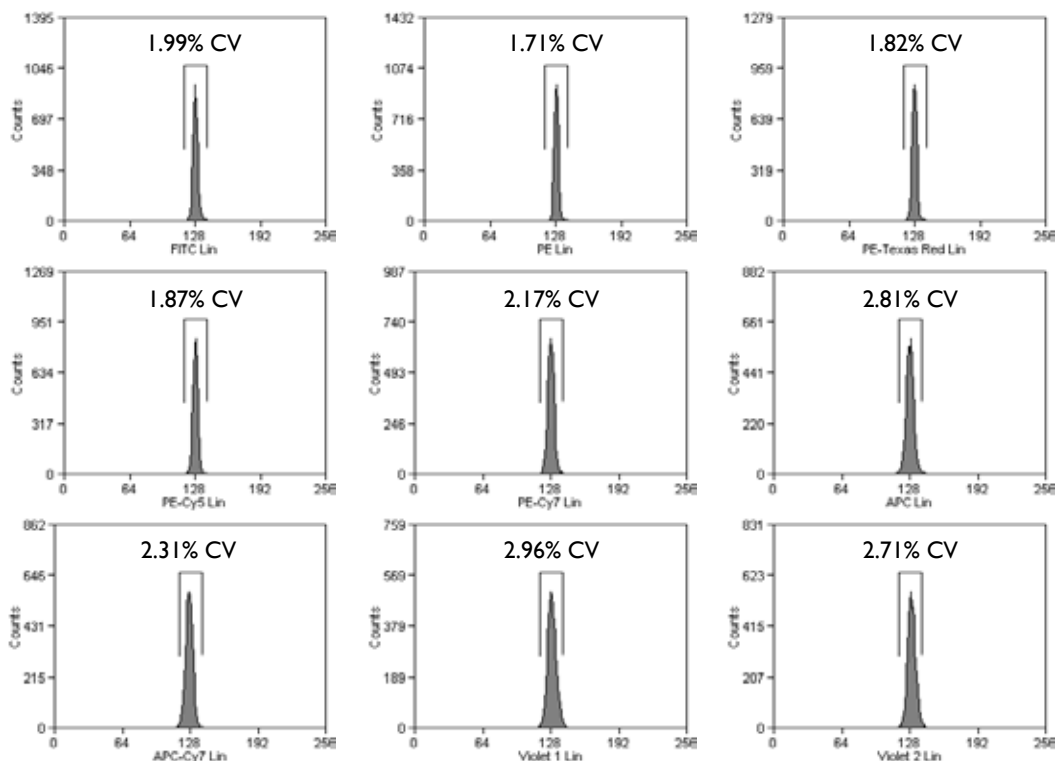 1395
1.99% CV
1046
697
348
0
Counts
0 64 128 192 256
FITC Lin
1432
1.71% CV
1074
716
358
0
Counts
0 64 128 192 256
PE Lin
1279
1.82% CV
959
639
319
0
Counts
0 64 128 192 256
PE-Texas Red Lin
1269
1.87% CV
951
634
317
0
Counts
0 64 128 192 256
PE-Cy5 Lin
987
2.17% CV
740
493
246
0
Counts
0 64 128 192 256
PE-Cy7 Lin
882
2.81% CV
661
441
220
0
Counts
0 64 128 192 256
APC Lin
862
2.31% CV
646
431
215
0
Counts
0 64 128 192 256
APC-Cy7 Lin
759
2.96% CV
569
379
189
0
Counts
0 64 128 192 256
Violet 1 Lin
831
2.71% CV
623
415
207
0
Counts
0 64 128 192 256
Violet 2 Lin